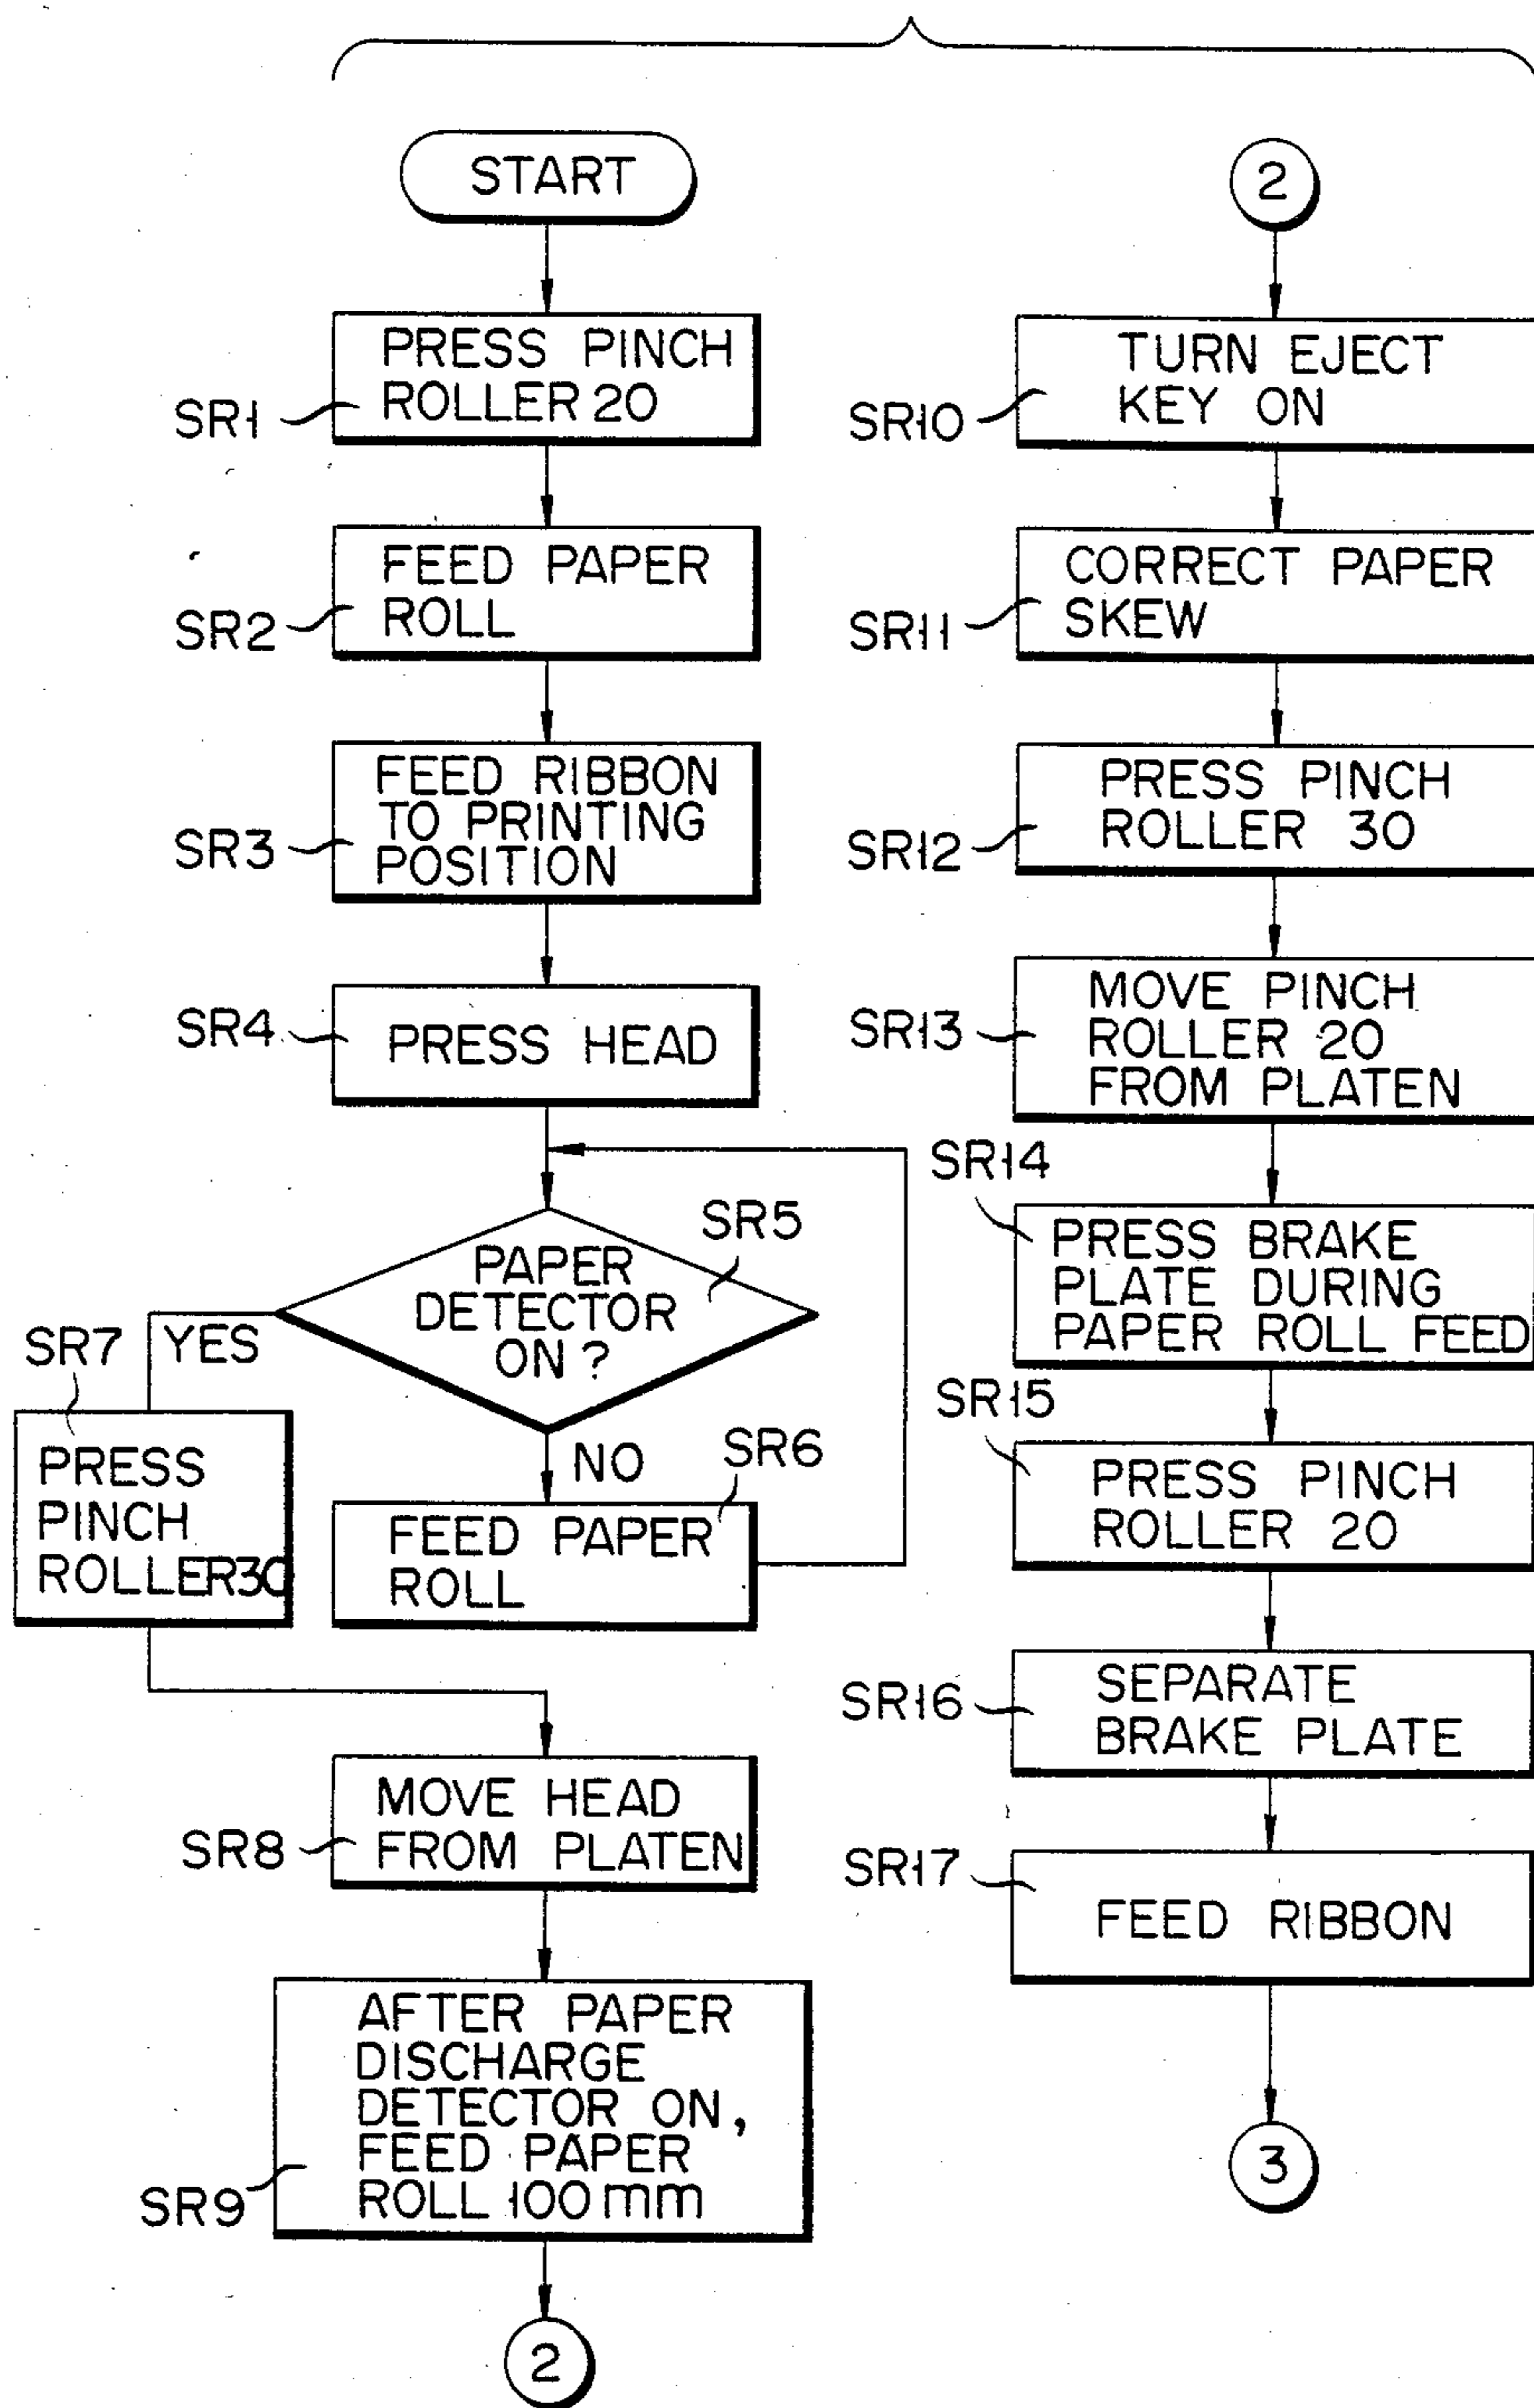 START
SR1
PRESS PINCH
ROLLER 20
SR2
FEED PAPER
ROLL
SR3
FEED RIBBON
TO PRINTING
POSITION
SR4
PRESS HEAD
SR5
PAPER
DETECTOR
ON?
YES
NO
SR7
PRESS
PINCH
ROLLER30
SR6
FEED PAPER
ROLL
SR8
MOVE HEAD
FROM PLATEN
SR9
AFTER PAPER
DISCHARGE
DETECTOR ON,
FEED PAPER
ROLL 100mm
2
2
SR10
TURN EJECT
KEY ON
SR11
CORRECT PAPER
SKEW
SR12
PRESS PINCH
ROLLER 30
SR13
MOVE PINCH
ROLLER 20
FROM PLATEN
SR14
PRESS BRAKE
PLATE DURING
PAPER ROLL FEED
SR15
PRESS PINCH
ROLLER 20
SR16
SEPARATE
BRAKE PLATE
SR17
FEED RIBBON
3